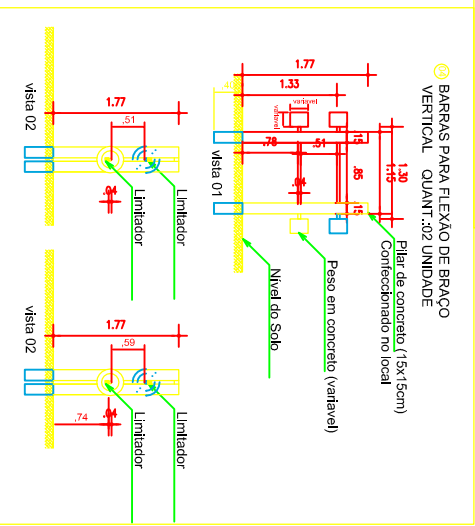 BARRAS PARA FLEXÃO DE BRAÇO
VERTICAL QUANT.:02 UNIDADE
1.77
1.33
variavel
variavel
.78
.51
.04
.15
.85
.15
1.15
1.30
vista 01
Pilar de concreto (15x15cm)
Confeccionado no local
Peso em concreto (variavel)
Nivel do Solo
1.77
,51
.04
Limitador
Limitador
vista 02
1.77
,59
.04
,74
Limitador
Limitador
vista 02